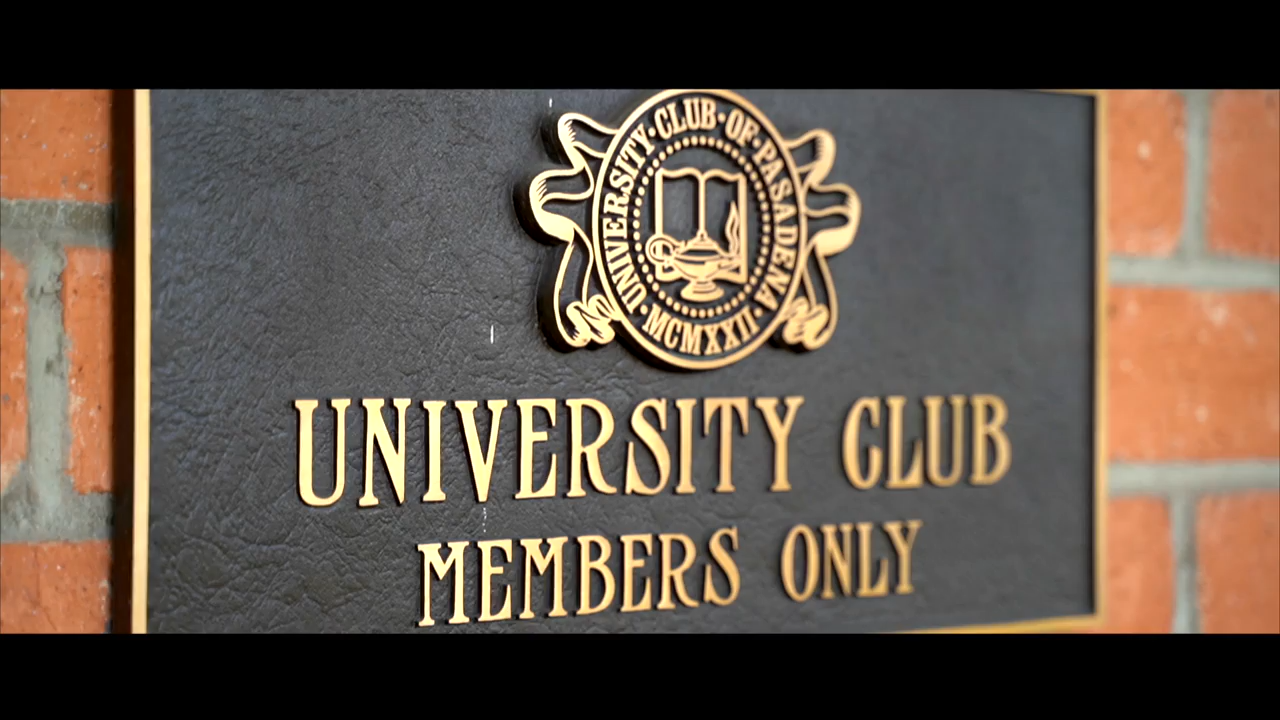 UNIVERSITY · CLUB · OF · PASADENA ·
MCMXXII ·
UNIVERSITY CLUB
MEMBERS ONLY